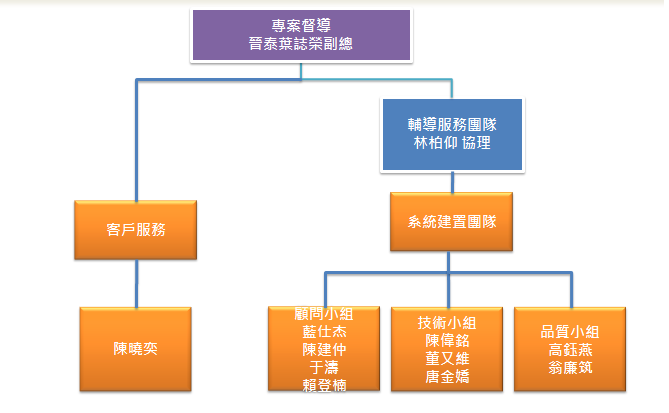 專案督導
晉泰葉誌榮副總
輔導服務團隊
林柏仰 協理
客戶服務
系統建置團隊
陳曉奕
顧問小組
藍仕杰
陳建仲
于濤
賴登楠
技術小組
陳偉銘
董又維
唐金嬌
品質小組
高鈺燕
翁廉筑